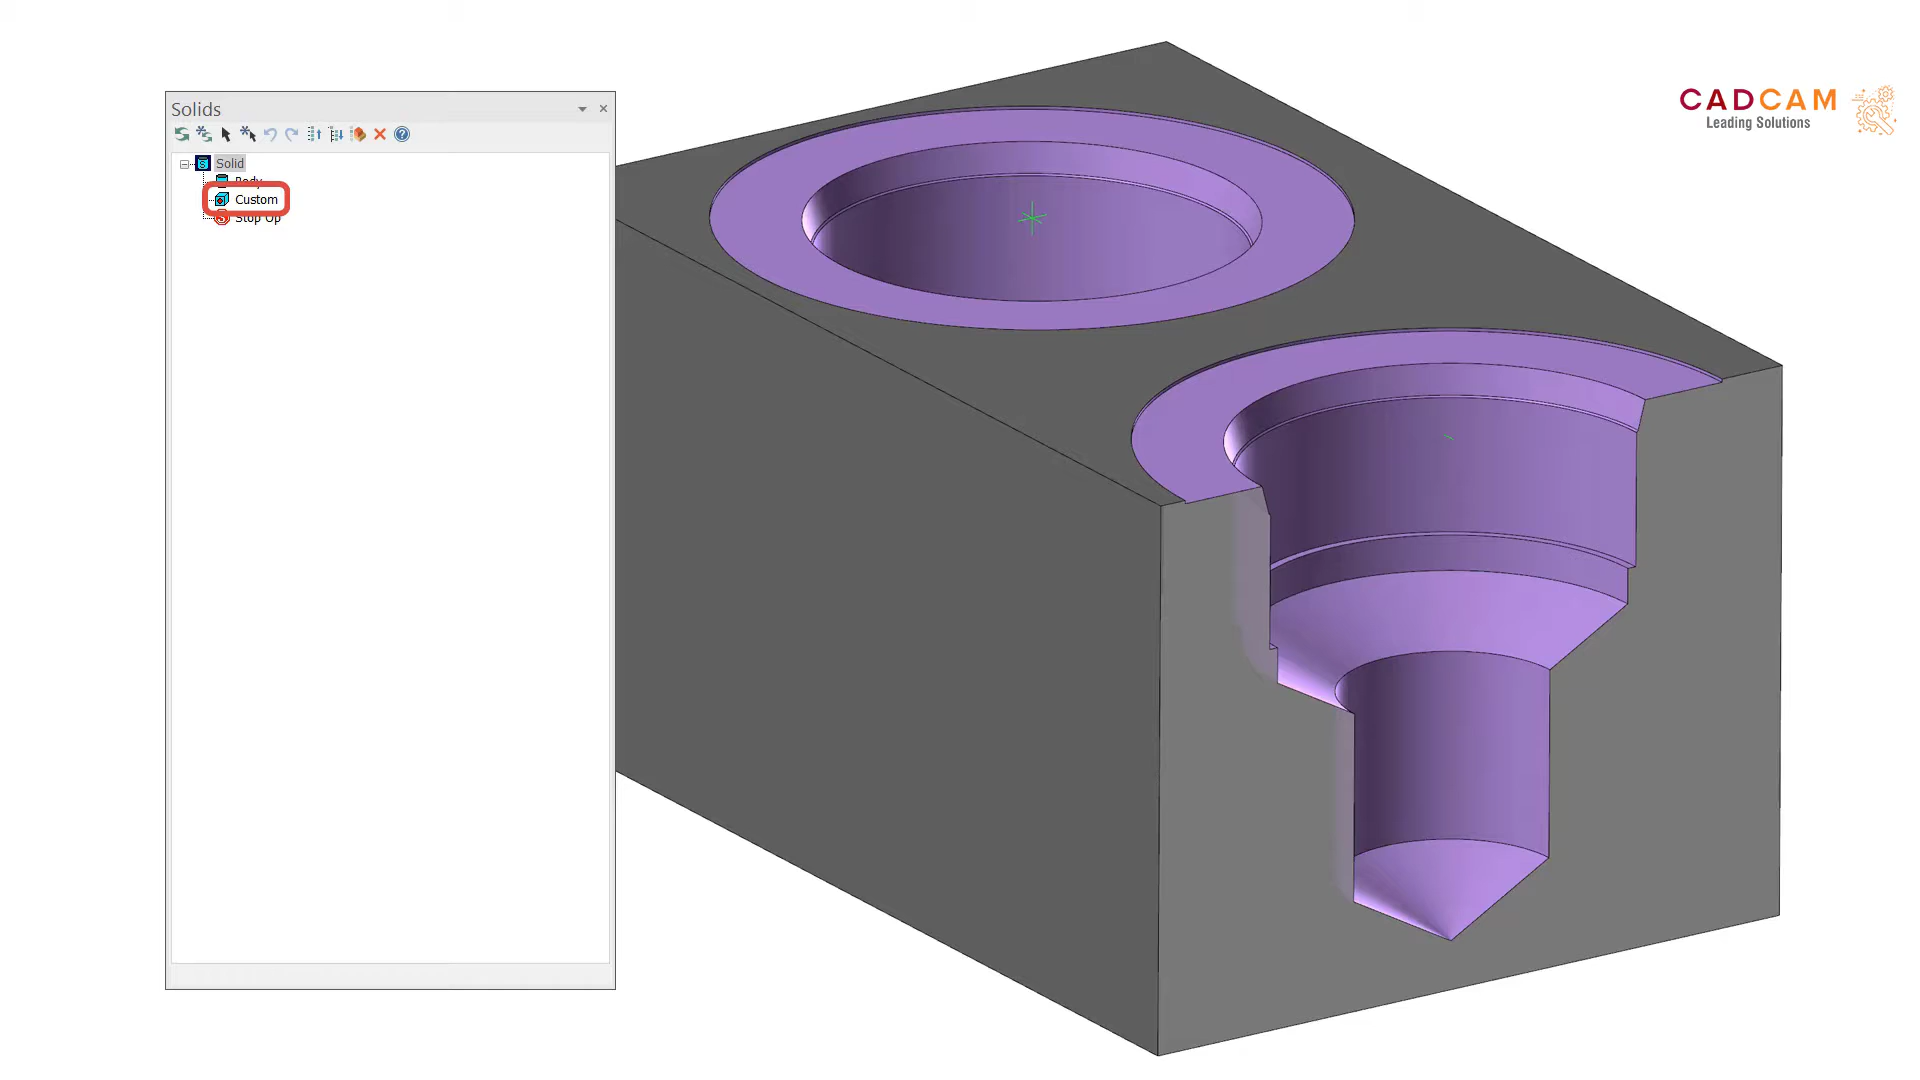 Solids
Solid
Body
Custom
Stop Op
CADCAM
Leading Solutions